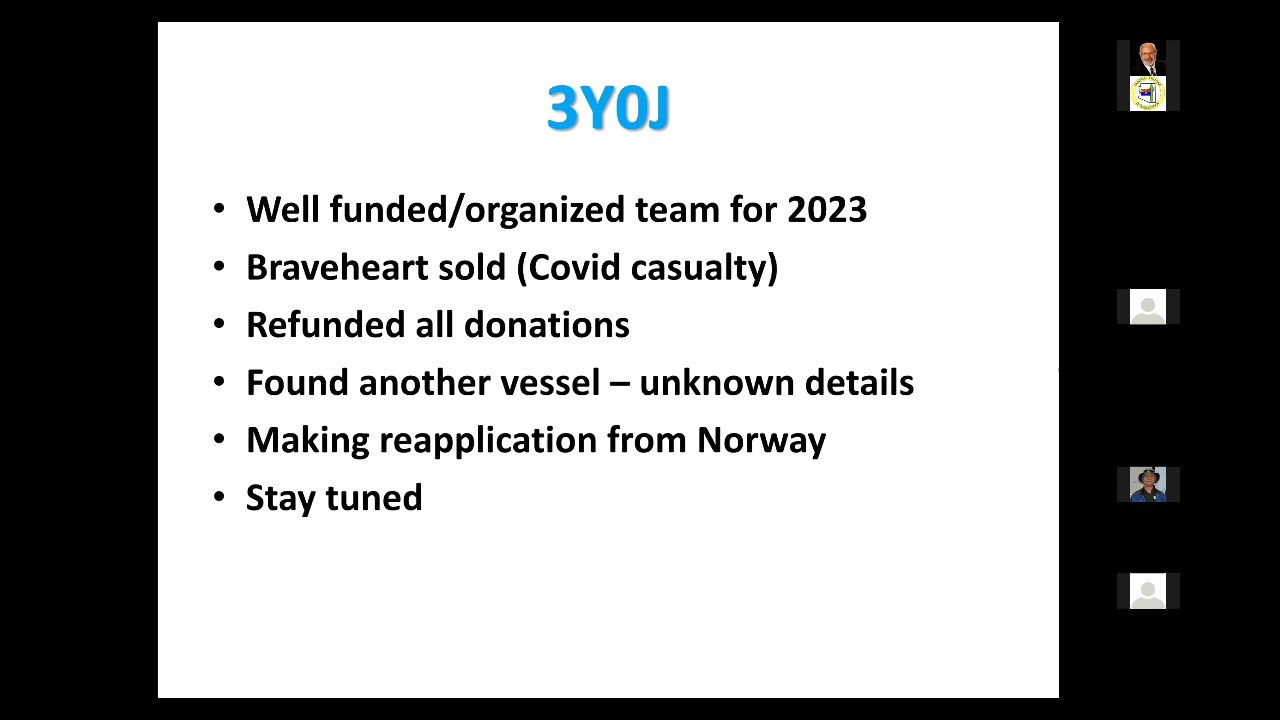 3Y0J
• Well funded/organized team for 2023
• Braveheart sold (Covid casualty)
• Refunded all donations
• Found another vessel – unknown details
• Making reapplication from Norway
• Stay tuned